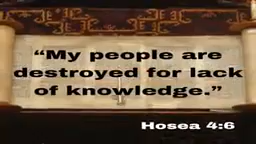 “My people are
destroyed for lack
of knowledge.”
Hosea 4:6